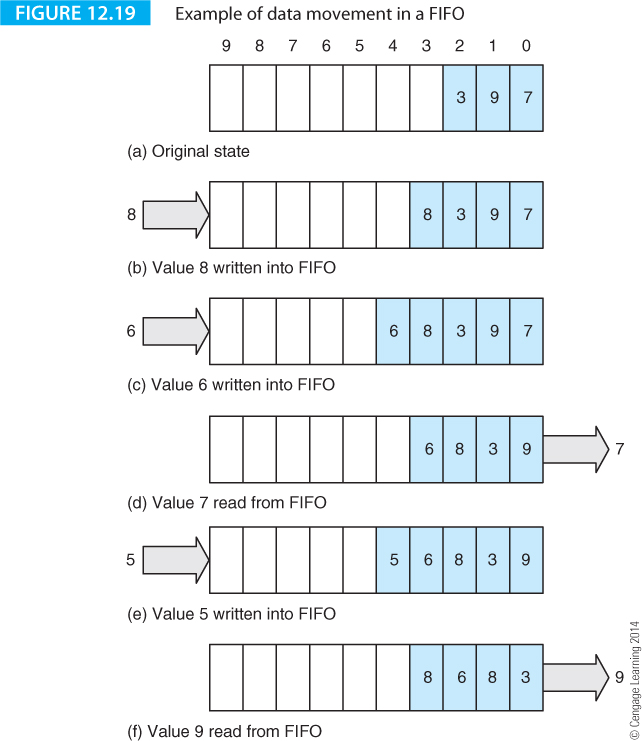 FIGURE 12.19 Example of data movement in a FIFO
9 8 7 6 5 4 3 2 1 0
3 9 7
(a) Original state
8 8 3 9 7
(b) Value 8 written into FIFO
6 6 8 3 9 7
(c) Value 6 written into FIFO
6 8 3 9 7
(d) Value 7 read from FIFO
5 5 6 8 3 9
(e) Value 5 written into FIFO
8 6 8 3 9
(f) Value 9 read from FIFO
© Cengage Learning 2014